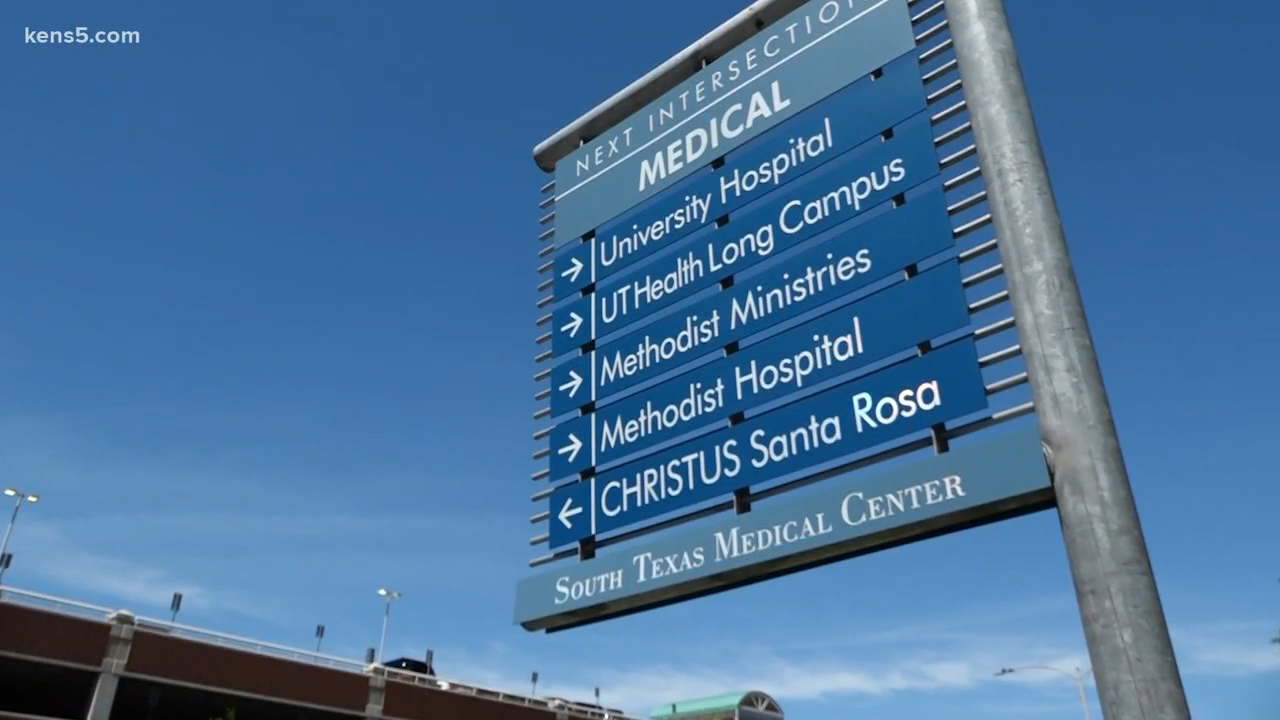 kens5.com
NEXT INTERSECTION
MEDICAL
→ University Hospital
→ UT Health Long Campus
→ Methodist Ministries
→ Methodist Hospital
← CHRISTUS Santa Rosa
SOUTH TEXAS MEDICAL CENTER